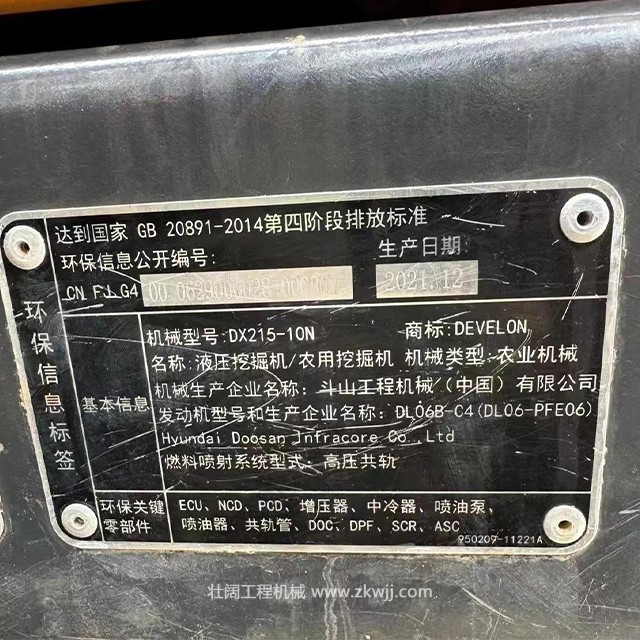 达到国家 GB 20891-2014第四阶段排放标准
环保信息公开编号:
生产日期:
CN FJ G4
2021.12
环保信息标签
基本信息
机械型号:DX215-10N 商标:DEVELON
名称:液压挖掘机/农用挖掘机 机械类型:农业机械
机械生产企业名称: 斗山工程机械 (中国) 有限公司
发动机型号和生产企业名称: DL06B-C4(DL06-PFE06)
Hyundai Doosan Infracore Co.,Ltd
燃料喷射系统型式: 高压共轨
环保关键零部件
ECU、NCD、PCD、增压器、中冷器、喷油泵、
喷油器、共轨管、DOC、DPF、SCR、ASC
950209-11221A
壮阔工程机械 www.zkwjj.com